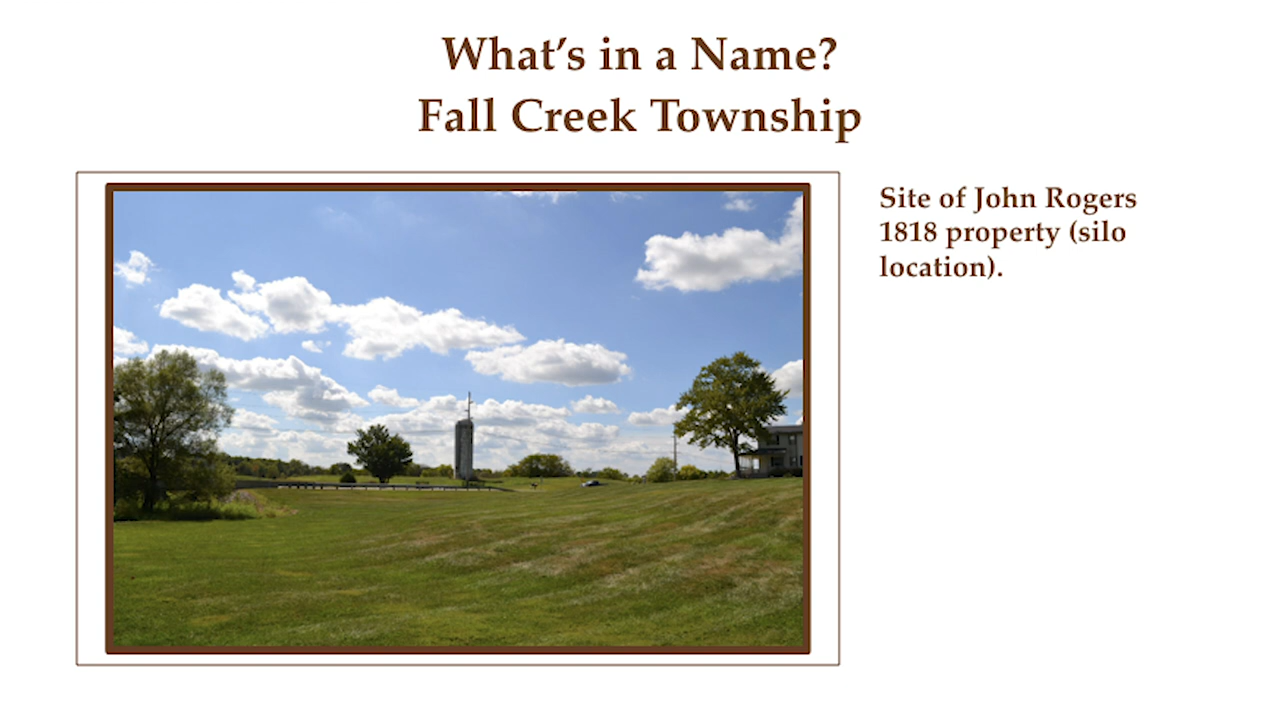 What’s in a Name?
Fall Creek Township
Site of John Rogers
1818 property (silo
location).